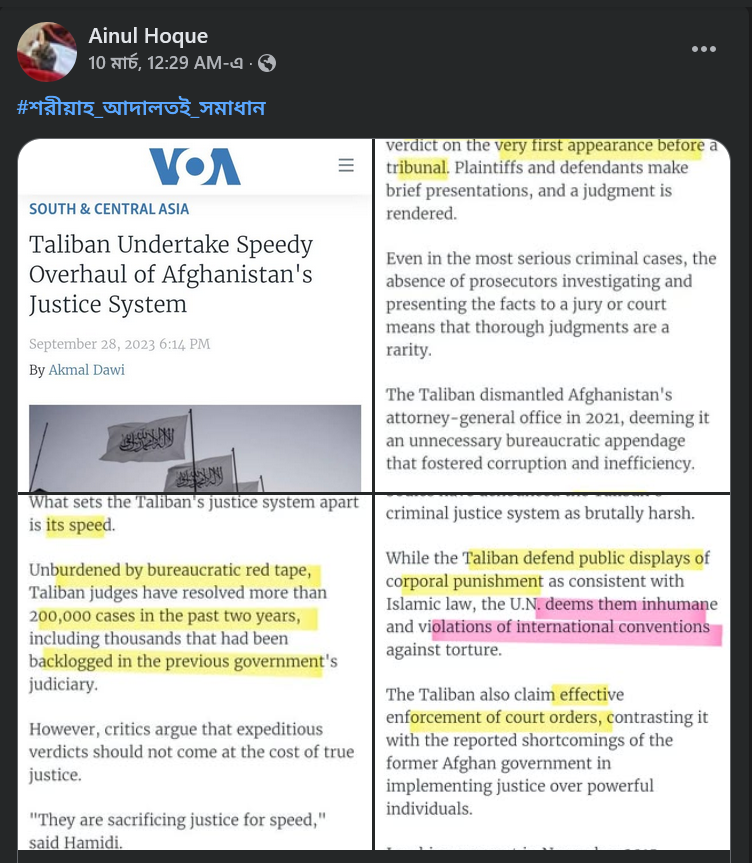 Ainul Hoque
10 মার্চ, 12:29 AM-এ ·
#শরীয়াহ_আদালতই_সমাধান
VOA
SOUTH & CENTRAL ASIA
Taliban Undertake Speedy
Overhaul of Afghanistan's
Justice System
September 28, 2023 6:14 PM
By Akmal Dawi
verdict on the very first appearance before a
tribunal. Plaintiffs and defendants make
brief presentations, and a judgment is
rendered.
Even in the most serious criminal cases, the
absence of prosecutors investigating and
presenting the facts to a jury or court
means that thorough judgments are a
rarity.
The Taliban dismantled Afghanistan's
attorney-general office in 2021, deeming it
an unnecessary bureaucratic appendage
that fostered corruption and inefficiency.
What sets the Taliban's justice system apart
is its speed.
Unburdened by bureaucratic red tape,
Taliban judges have resolved more than
200,000 cases in the past two years,
including thousands that had been
backlogged in the previous government's
judiciary.
However, critics argue that expeditious
verdicts should not come at the cost of true
justice.
"They are sacrificing justice for speed,"
said Hamidi.
criminal justice system as brutally harsh.
While the Taliban defend public displays of
corporal punishment as consistent with
Islamic law, the U.N. deems them inhumane
and violations of international conventions
against torture.
The Taliban also claim effective
enforcement of court orders, contrasting it
with the reported shortcomings of the
former Afghan government in
implementing justice over powerful
individuals.